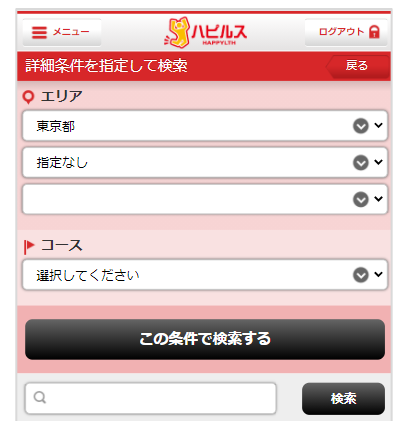 メニュー
ハピルス
HAPPYLTH
ログアウト
詳細条件を指定して検索
戻る
エリア
東京都
指定なし
コース
選択してください
この条件で検索する
検索